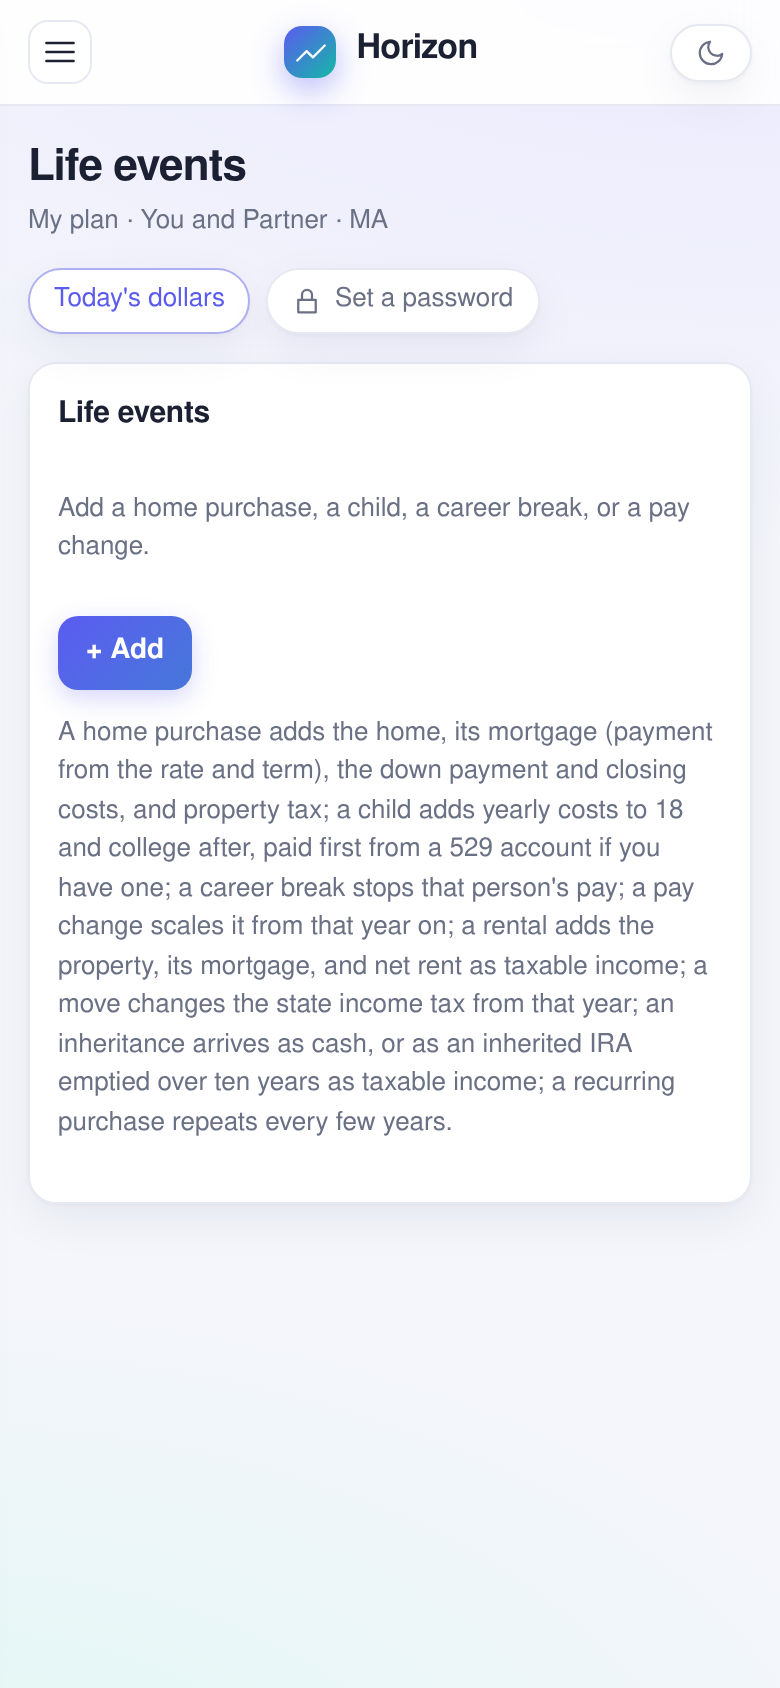 Horizon
Life events
My plan · You and Partner · MA
Today's dollars
Set a password
Life events
Add a home purchase, a child, a career break, or a pay
change.
+ Add
A home purchase adds the home, its mortgage (payment
from the rate and term), the down payment and closing
costs, and property tax; a child adds yearly costs to 18
and college after, paid first from a 529 account if you
have one; a career break stops that person's pay; a pay
change scales it from that year on; a rental adds the
property, its mortgage, and net rent as taxable income; a
move changes the state income tax from that year; an
inheritance arrives as cash, or as an inherited IRA
emptied over ten years as taxable income; a recurring
purchase repeats every few years.